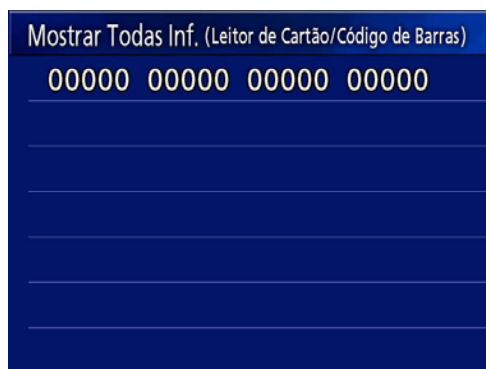 Mostrar Todas Inf. (Leitor de Cartão/Código de Barras)
00000 00000 00000 00000